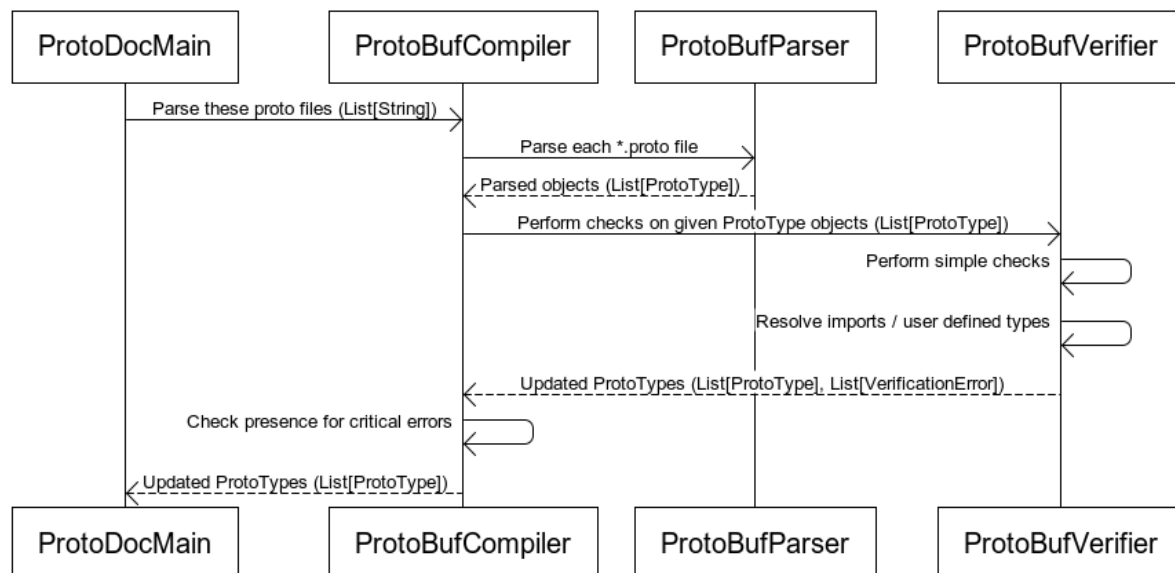 ProtoDocMain
ProtoBufCompiler
ProtoBufParser
ProtoBufVerifier
Parse these proto files (List[String])
Parse each *.proto file
Parsed objects (List[ProtoType])
Perform checks on given ProtoType objects (List[ProtoType])
Perform simple checks
Resolve imports / user defined types
Updated ProtoTypes (List[ProtoType], List[VerificationError])
Check presence for critical errors
Updated ProtoTypes (List[ProtoType])
ProtoDocMain
ProtoBufCompiler
ProtoBufParser
ProtoBufVerifier